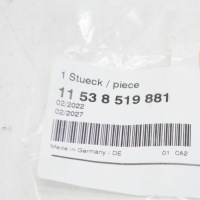 1 Stueck / piece
11 53 8 519 881
02/2022
02/2027
Made in Germany - DE 01 CA2